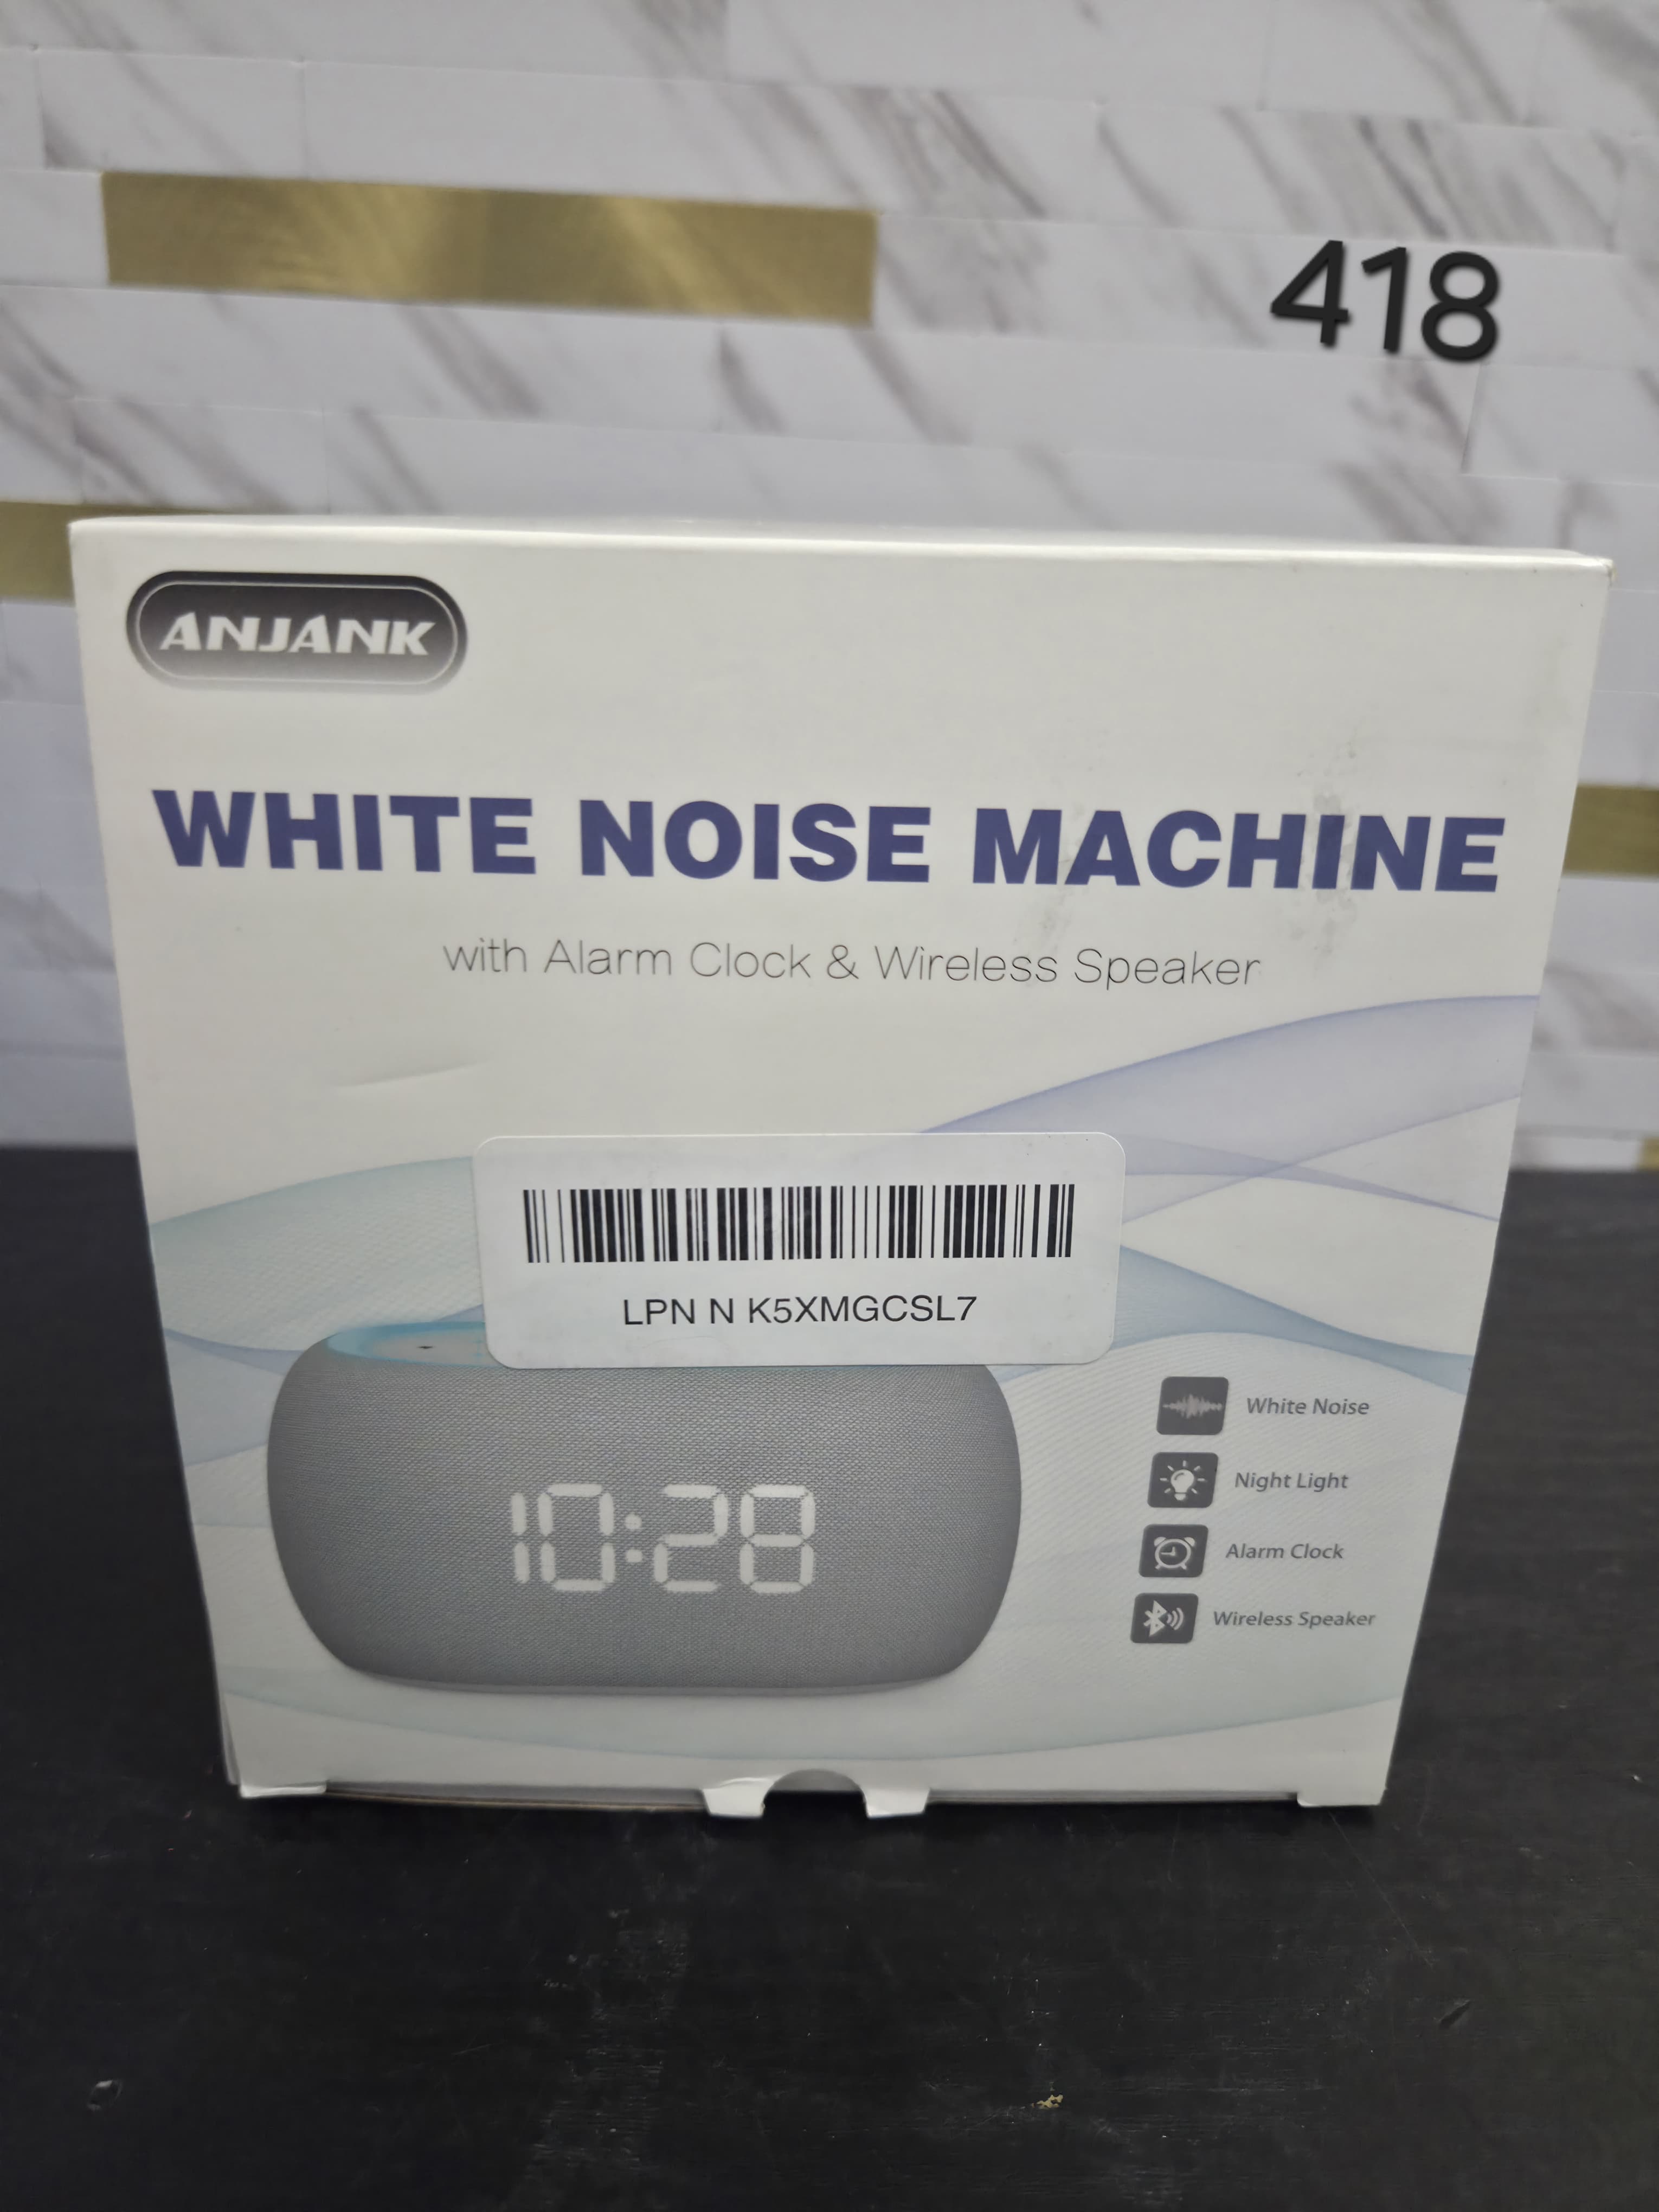 418
ANJANK
WHITE NOISE MACHINE
with Alarm Clock & Wireless Speaker
LPN N K5XMGCSL7
10:28
White Noise
Night Light
Alarm Clock
Wireless Speaker